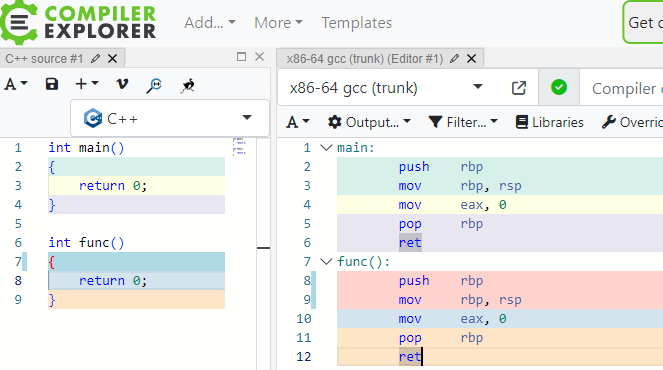 COMPILER
EXPLORER
Add... More Templates
C++ source #1
x86-64 gcc (trunk) (Editor #1)
A + v
C++
x86-64 gcc (trunk)
Compiler
A Output... Filter... Libraries
1 int main()
2 {
3 return 0;
4 }
5
6 int func()
7 {
8 return 0;
9 }
1 main:
2 push rbp
3 mov rbp, rsp
4 mov eax, 0
5 pop rbp
6 ret
7 func():
8 push rbp
9 mov rbp, rsp
10 mov eax, 0
11 pop rbp
12 ret